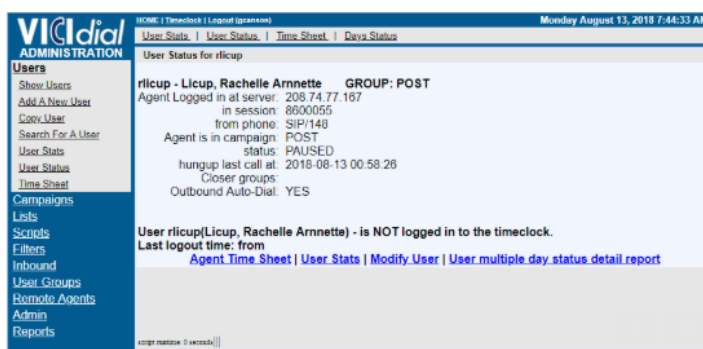 VICIdial
ADMINISTRATION
HOME | Timeclock | Logout (gcanson)
Monday August 13, 2018 7:44:33 AM
User Stats | User Status | Time Sheet | Days Status
User Status for rlicup
Users
Show Users
Add A New User
Copy User
Search For A User
User Stats
User Status
Time Sheet
Campaigns
Lists
Scripts
Filters
Inbound
User Groups
Remote Agents
Admin
Reports
rlicup - Licup, Rachelle Arnnette GROUP: POST
Agent Logged in at server: 208.74.77.167
in session: 8600055
from phone: SIP/148
Agent is in campaign: POST
status: PAUSED
hungup last call at: 2018-08-13 00:58:26
Closer groups:
Outbound Auto-Dial: YES
User rlicup(Licup, Rachelle Arnnette) - is NOT logged in to the timeclock.
Last logout time: from
Agent Time Sheet | User Stats | Modify User | User multiple day status detail report
script runtime: 0 seconds